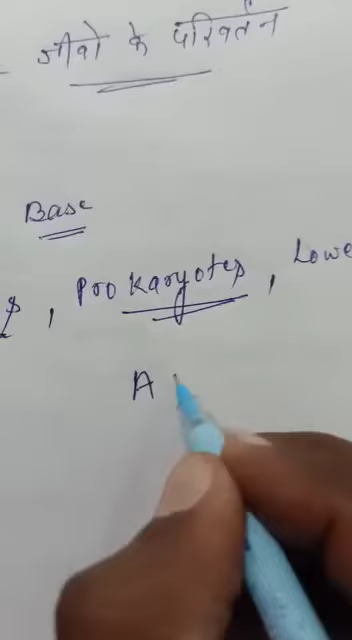 जीवो के परिवर्तन
Base
, Prokaryotes, Lowe
A